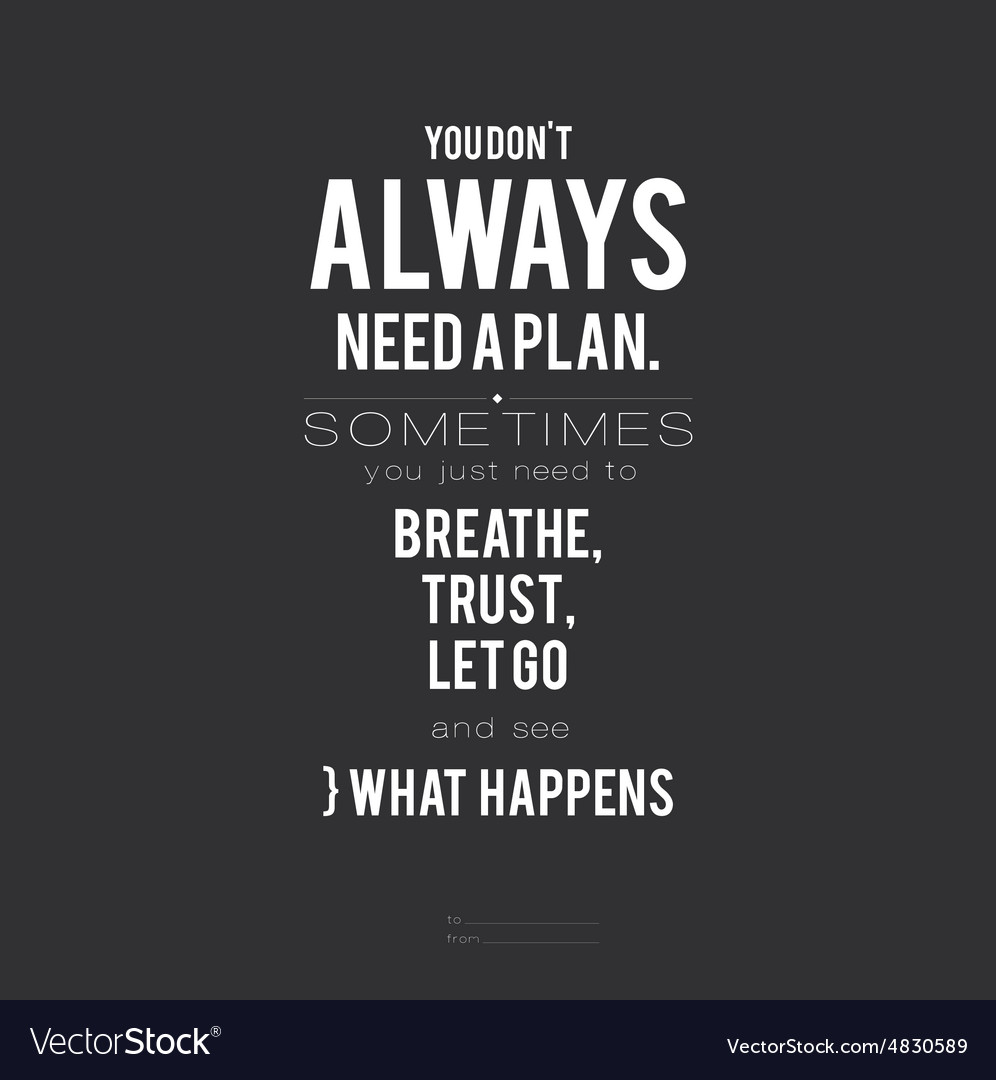 YOU DON'T
ALWAYS
NEED A PLAN.
SOMETIMES
you just need to
BREATHE,
TRUST,
LET GO
and see
} WHAT HAPPENS
to
from
VectorStock®
VectorStock.com/4830589